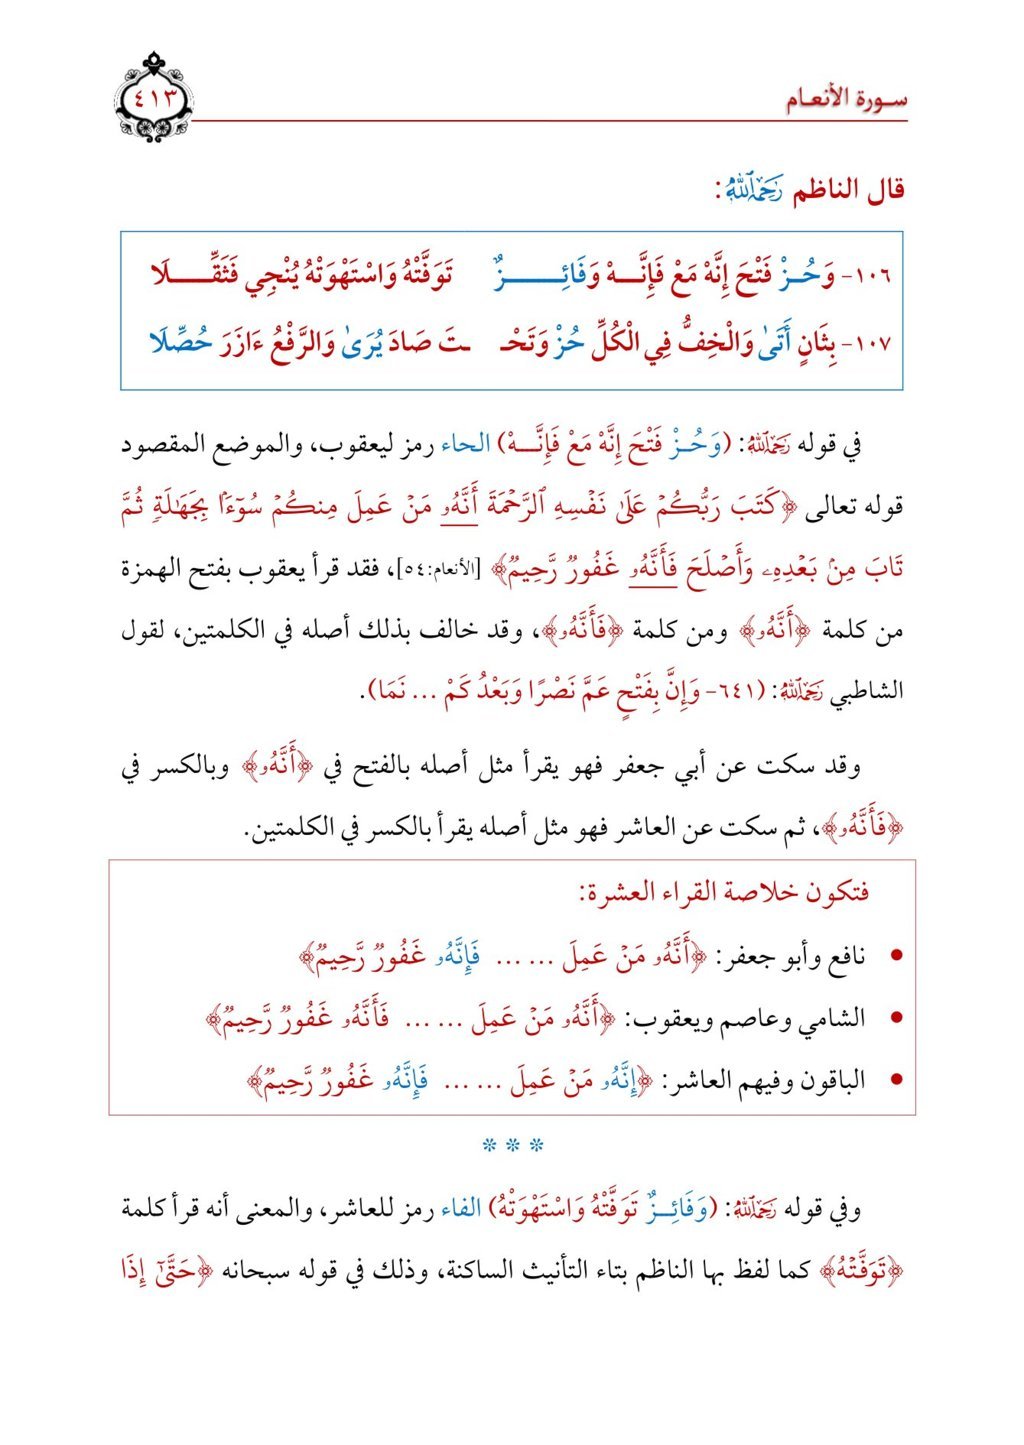 سورة الأنعام
٤١٣
قال الناظم رَحِمَهُ ٱللَّهُ:
١٠٦- وَحُـزْ فَتْحَ إِنَّهْ مَعْ فَإِنَّــهْ وَفَائِــــزٌ تَوَفَّتْهُ وَاسْتَهْوَتْهُ يُنْجِي فَثَقِّـــلَا
١٠٧- بِثَانٍ أَتَىٰ وَالْخِفُّ فِي الْكُلِّ حُزْ وَتَحْـ ـتَ صَادَ يُرَىٰ وَالرَّفْعُ ءَازَرَ حُصِّلَا
في قوله رَحِمَهُ ٱللَّهُ: (وَحُـزْ فَتْحَ إِنَّهْ مَعْ فَإِنَّــهْ) الحاء رمز ليعقوب، والموضع المقصود
قوله تعالى ﴿كَتَبَ رَبُّكُمْ عَلَىٰ نَفْسِهِ ٱلرَّحْمَةَ أَنَّهُۥ مَنْ عَمِلَ مِنكُمْ سُوٓءًۢا بِجَهَٰلَةٖ ثُمَّ
تَابَ مِنۢ بَعْدِهِۦ وَأَصْلَحَ فَأَنَّهُۥ غَفُورٞ رَّحِيمٞ﴾ [الأنعام:٥٤]، فقد قرأ يعقوب بفتح الهمزة
من كلمة ﴿أَنَّهُۥ﴾ ومن كلمة ﴿فَأَنَّهُۥ﴾، وقد خالف بذلك أصله في الكلمتين، لقول
الشاطبي رَحِمَهُ ٱللَّهُ: (٦٤١- وَإِنَّ بِفَتْحٍ عَمَّ نَصْرًا وَبَعْدُ كَمْ ... نَمَا).
وقد سكت عن أبي جعفر فهو يقرأ مثل أصله بالفتح في ﴿أَنَّهُۥ﴾ وبالكسر في
﴿فَأَنَّهُۥ﴾، ثم سكت عن العاشر فهو مثل أصله يقرأ بالكسر في الكلمتين.
فتكون خلاصة القراء العشرة:
• نافع وأبو جعفر: ﴿أَنَّهُۥ مَنْ عَمِلَ ... ... فَإِنَّهُۥ غَفُورٞ رَّحِيمٞ﴾
• الشامي وعاصم ويعقوب: ﴿أَنَّهُۥ مَنْ عَمِلَ ... ... فَأَنَّهُۥ غَفُورٞ رَّحِيمٞ﴾
• الباقون وفيهم العاشر: ﴿إِنَّهُۥ مَنْ عَمِلَ ... ... فَإِنَّهُۥ غَفُورٞ رَّحِيمٞ﴾
* * *
وفي قوله رَحِمَهُ ٱللَّهُ: (وَفَائِــزٌ تَوَفَّتْهُ وَاسْتَهْوَتْهُ) الفاء رمز للعاشر، والمعنى أنه قرأ كلمة
﴿تَوَفَّتْهُ﴾ كما لفظ بها الناظم بتاء التأنيث الساكنة، وذلك في قوله سبحانه ﴿حَتَّىٰٓ إِذَا